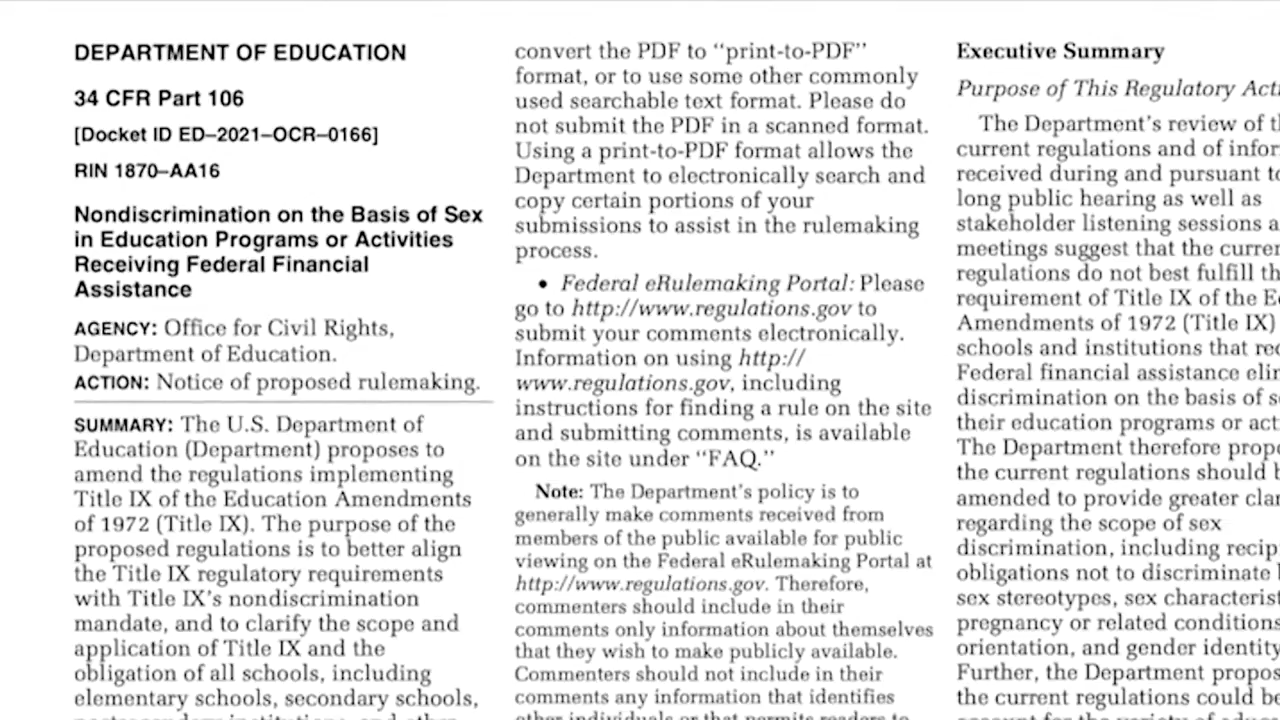 DEPARTMENT OF EDUCATION
34 CFR Part 106
[Docket ID ED–2021–OCR–0166]
RIN 1870–AA16
Nondiscrimination on the Basis of Sex
in Education Programs or Activities
Receiving Federal Financial
Assistance
AGENCY: Office for Civil Rights,
Department of Education.
ACTION: Notice of proposed rulemaking.
SUMMARY: The U.S. Department of
Education (Department) proposes to
amend the regulations implementing
Title IX of the Education Amendments
of 1972 (Title IX). The purpose of the
proposed regulations is to better align
the Title IX regulatory requirements
with Title IX's nondiscrimination
mandate, and to clarify the scope and
application of Title IX and the
obligation of all schools, including
elementary schools, secondary schools,
convert the PDF to "print-to-PDF"
format, or to use some other commonly
used searchable text format. Please do
not submit the PDF in a scanned format.
Using a print-to-PDF format allows the
Department to electronically search and
copy certain portions of your
submissions to assist in the rulemaking
process.
• Federal eRulemaking Portal: Please
go to http://www.regulations.gov to
submit your comments electronically.
Information on using http://
www.regulations.gov, including
instructions for finding a rule on the site
and submitting comments, is available
on the site under "FAQ."
Note: The Department's policy is to
generally make comments received from
members of the public available for public
viewing on the Federal eRulemaking Portal at
http://www.regulations.gov. Therefore,
commenters should include in their
comments only information about themselves
that they wish to make publicly available.
Commenters should not include in their
comments any information that identifies
other individuals or that permits readers to
Executive Summary
Purpose of This Regulatory
The Department's review of
current regulations and of
received during and pursuant
long public hearing as well as
stakeholder listening sessions
meetings suggest that the
regulations do not best fulfill
requirement of Title IX of the
Amendments of 1972 (Title IX)
schools and institutions that
Federal financial assistance
discrimination on the basis of
their education programs or
The Department therefore
the current regulations should
amended to provide greater
regarding the scope of sex
discrimination, including
obligations not to discriminate
sex stereotypes, sex
pregnancy or related conditions
orientation, and gender identity
Further, the Department
the current regulations could